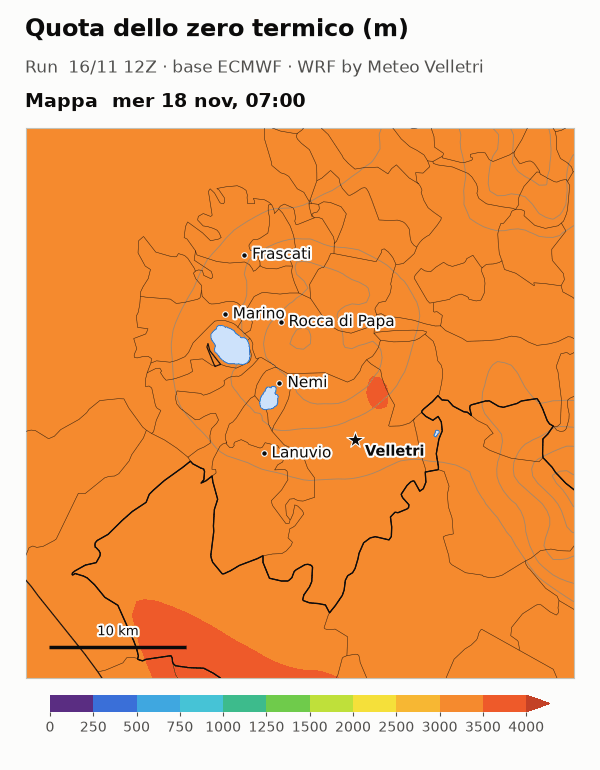 Quota dello zero termico (m)
Run  16/11 12Z · base ECMWF · WRF by Meteo Velletri
Mappa  mer 18 nov, 07:00
Frascati
Marino
Rocca di Papa
Nemi
Velletri
Lanuvio
10 km
0 250 500 750 1000 1250 1500 2000 2500 3000 3500 4000